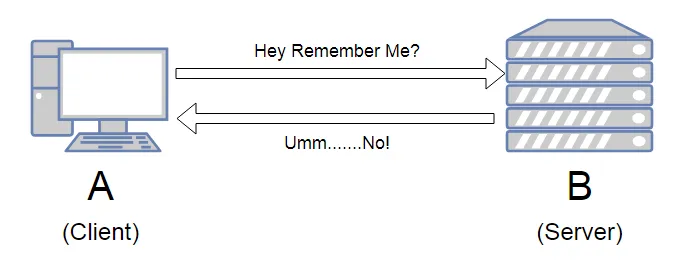 Hey Remember Me?
Umm.......No!
A
(Client)
B
(Server)